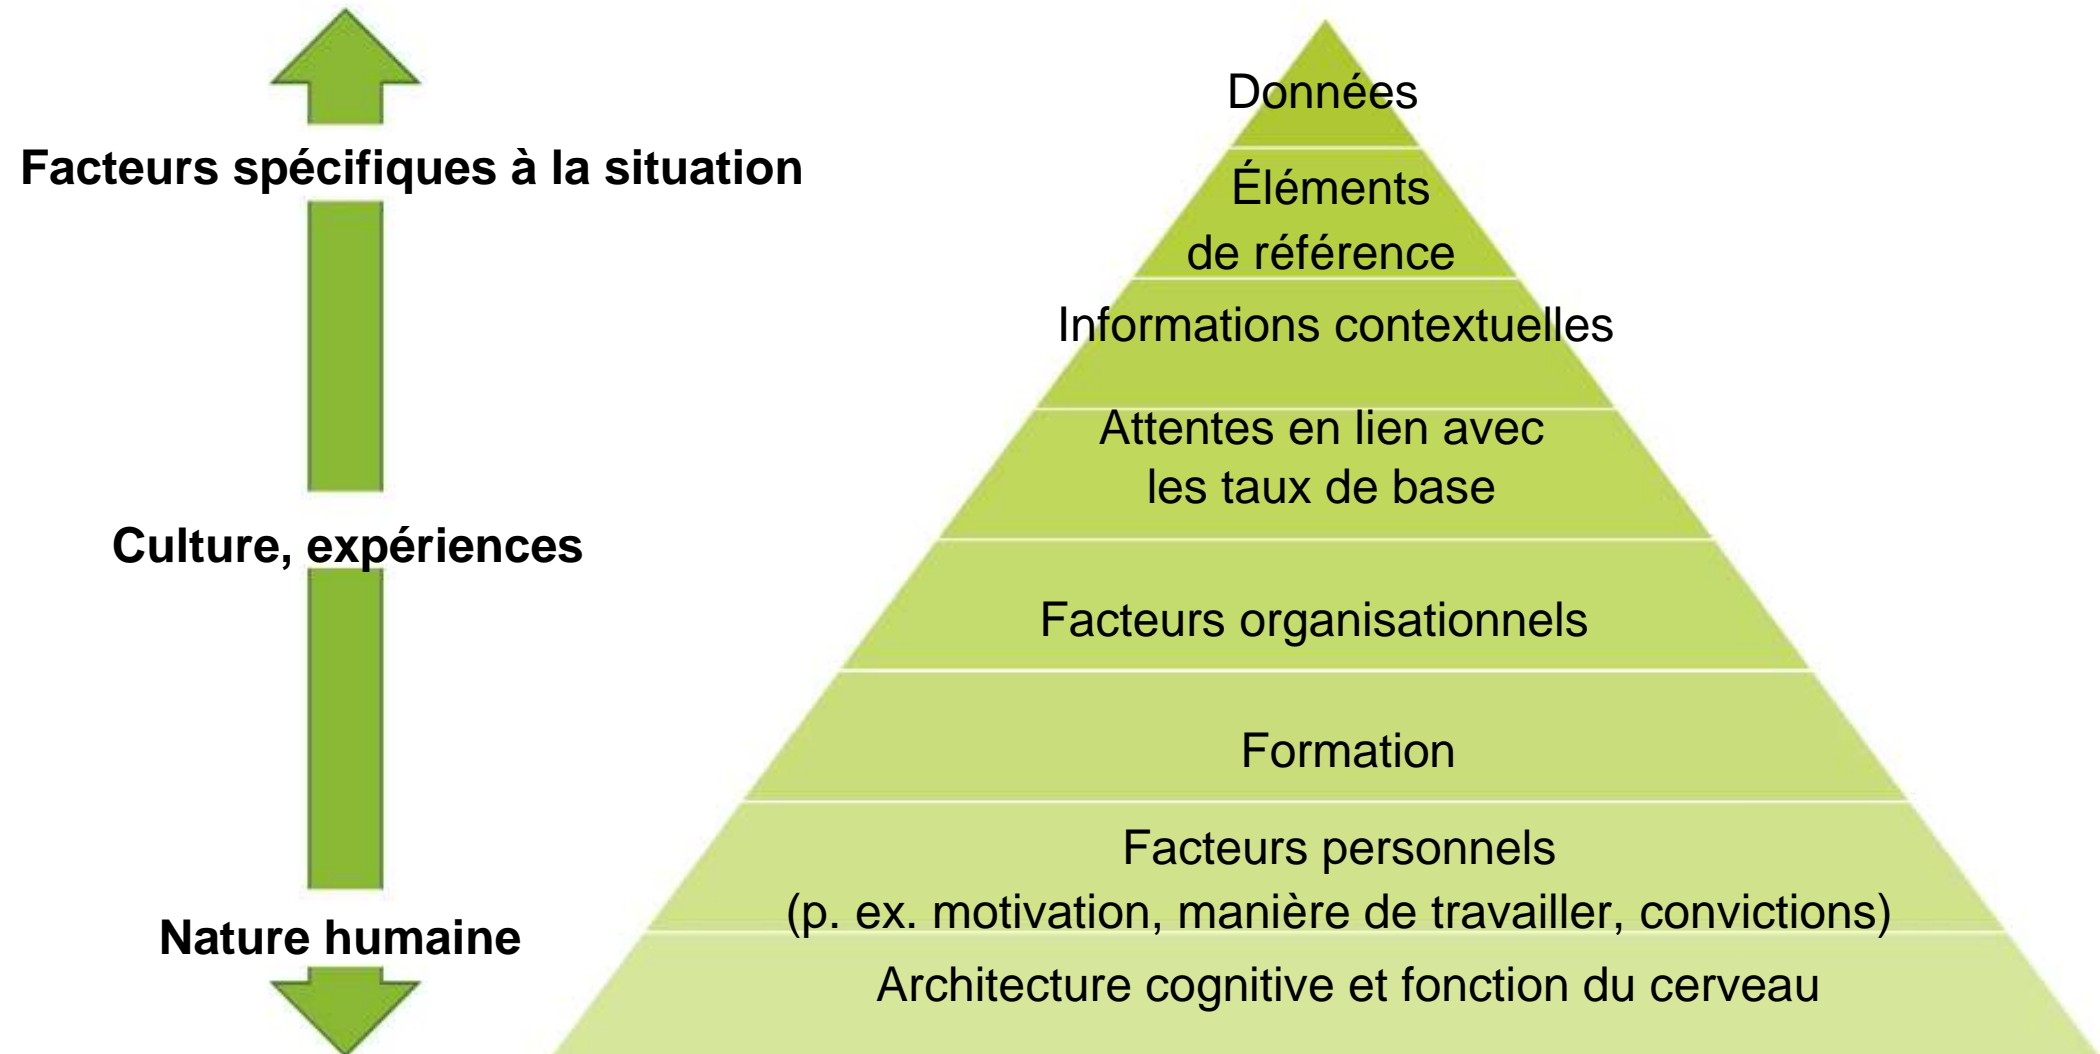 Facteurs spécifiques à la situation
Culture, expériences
Nature humaine
Données
Éléments
de référence
Informations contextuelles
Attentes en lien avec
les taux de base
Facteurs organisationnels
Formation
Facteurs personnels
(p. ex. motivation, manière de travailler, convictions)
Architecture cognitive et fonction du cerveau